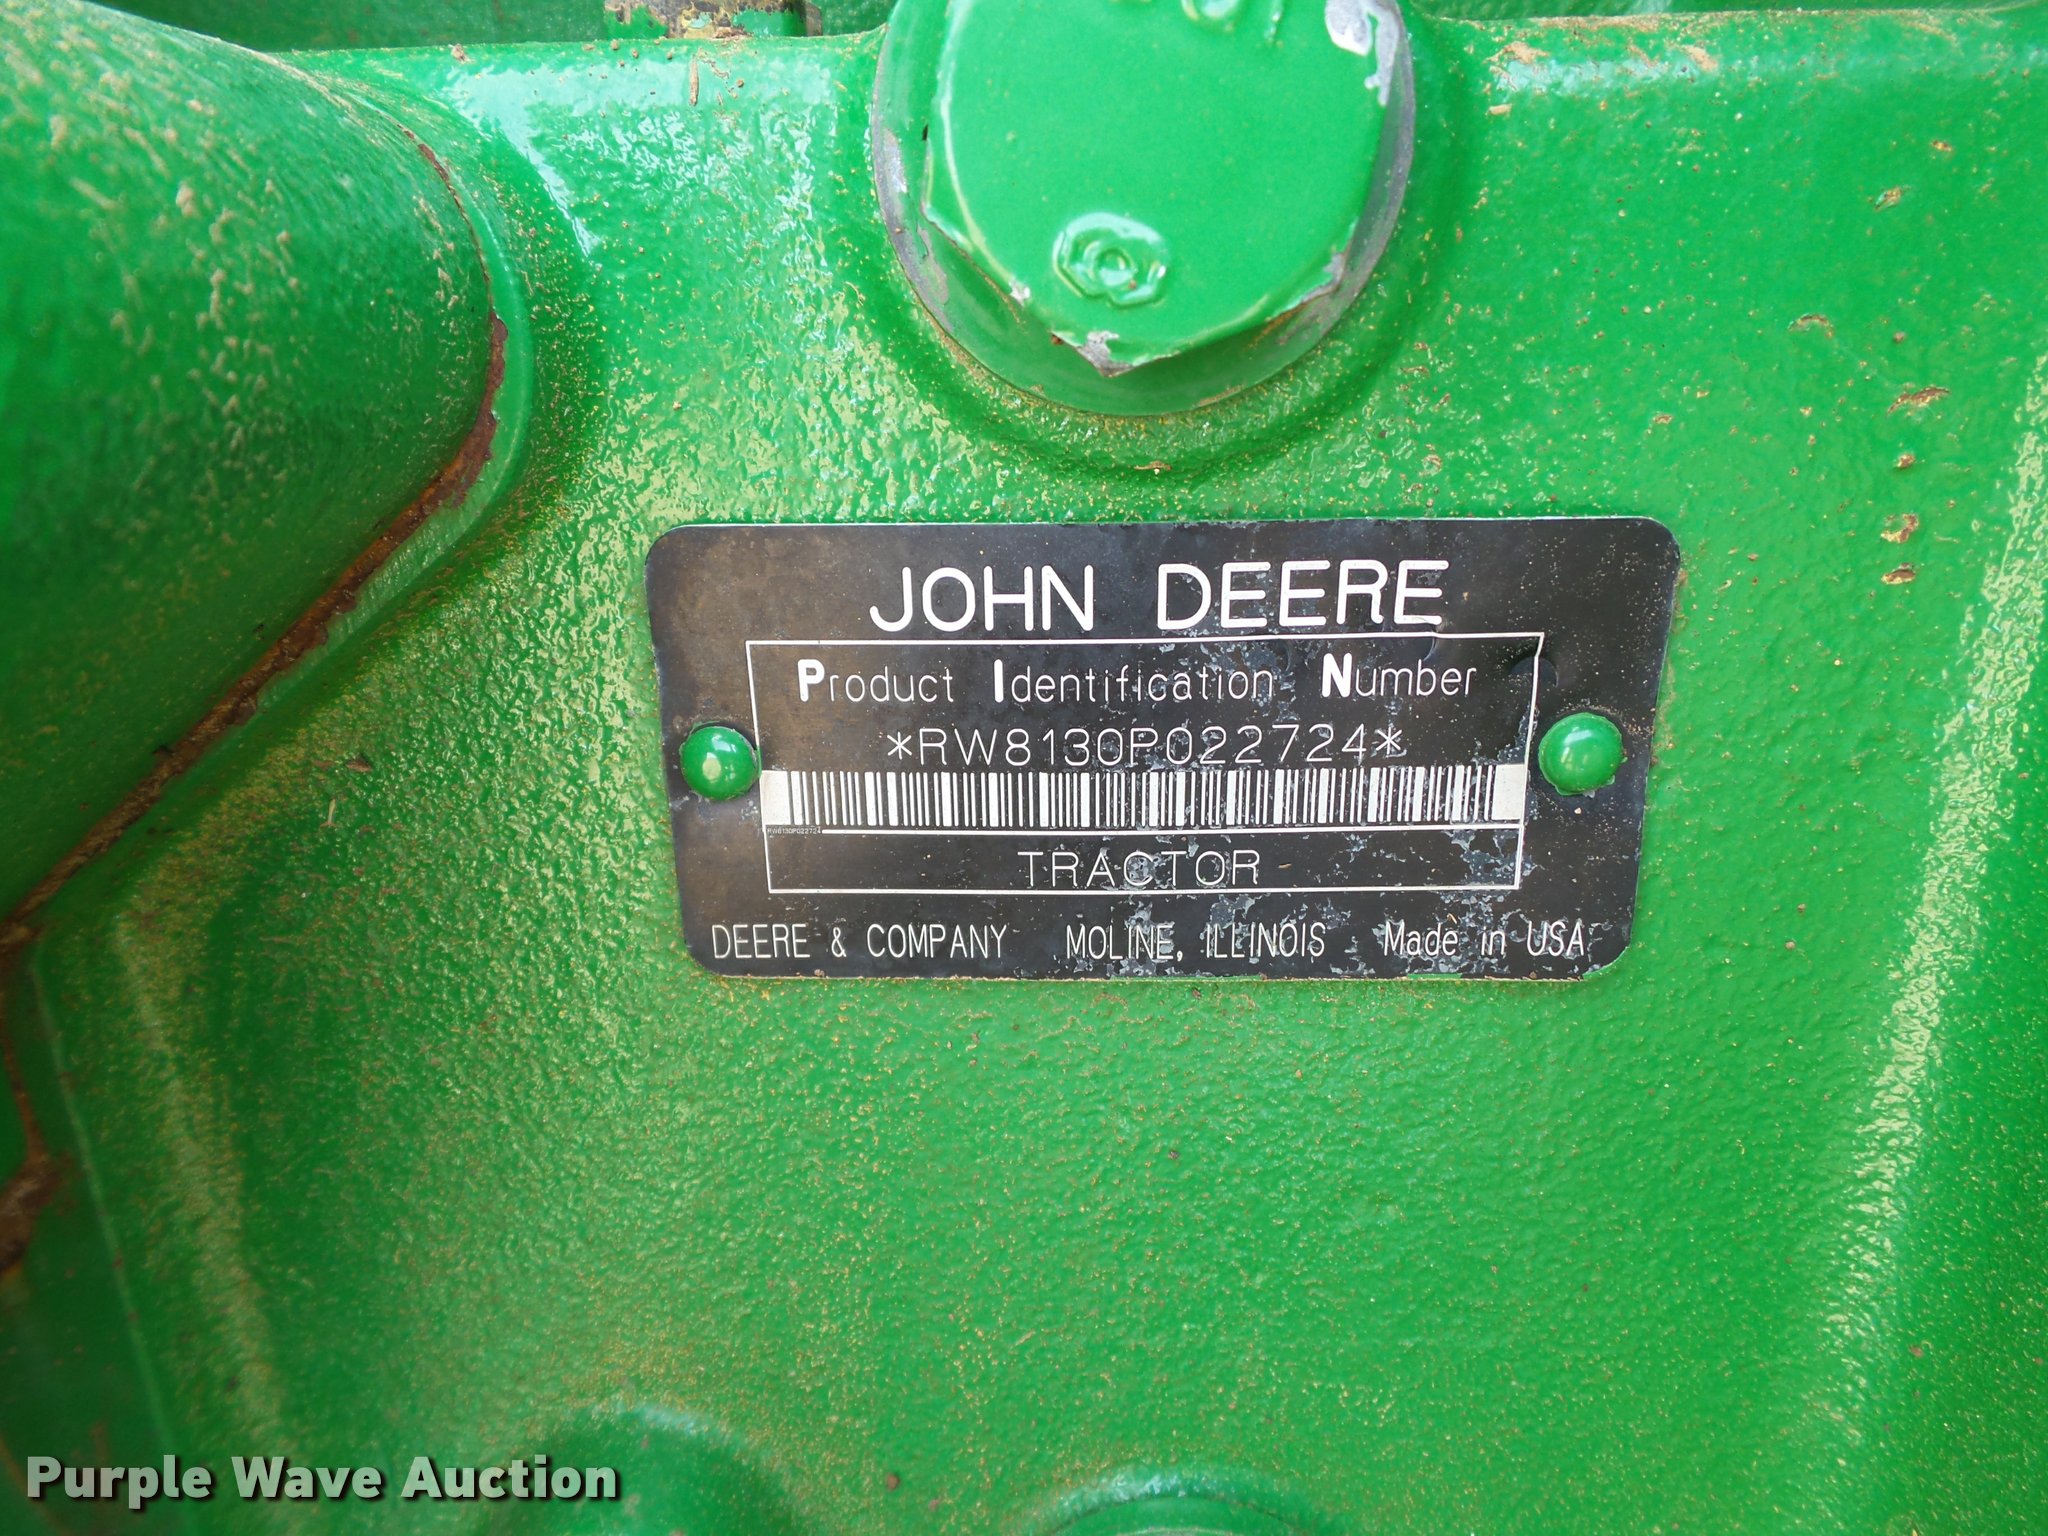 JOHN DEERE
Product Identification Number
*RW8130P022724*
RW8130P022724
TRACTOR
DEERE & COMPANY MOLINE, ILLINOIS Made in USA
Purple Wave Auction